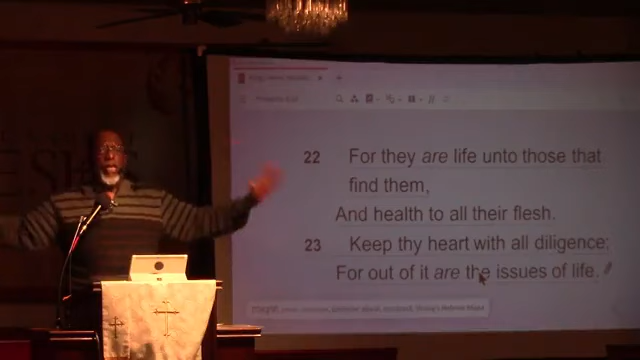 22 For they are life unto those that
find them,
And health to all their flesh.
23 Keep thy heart with all diligence;
For out of it are the issues of life.